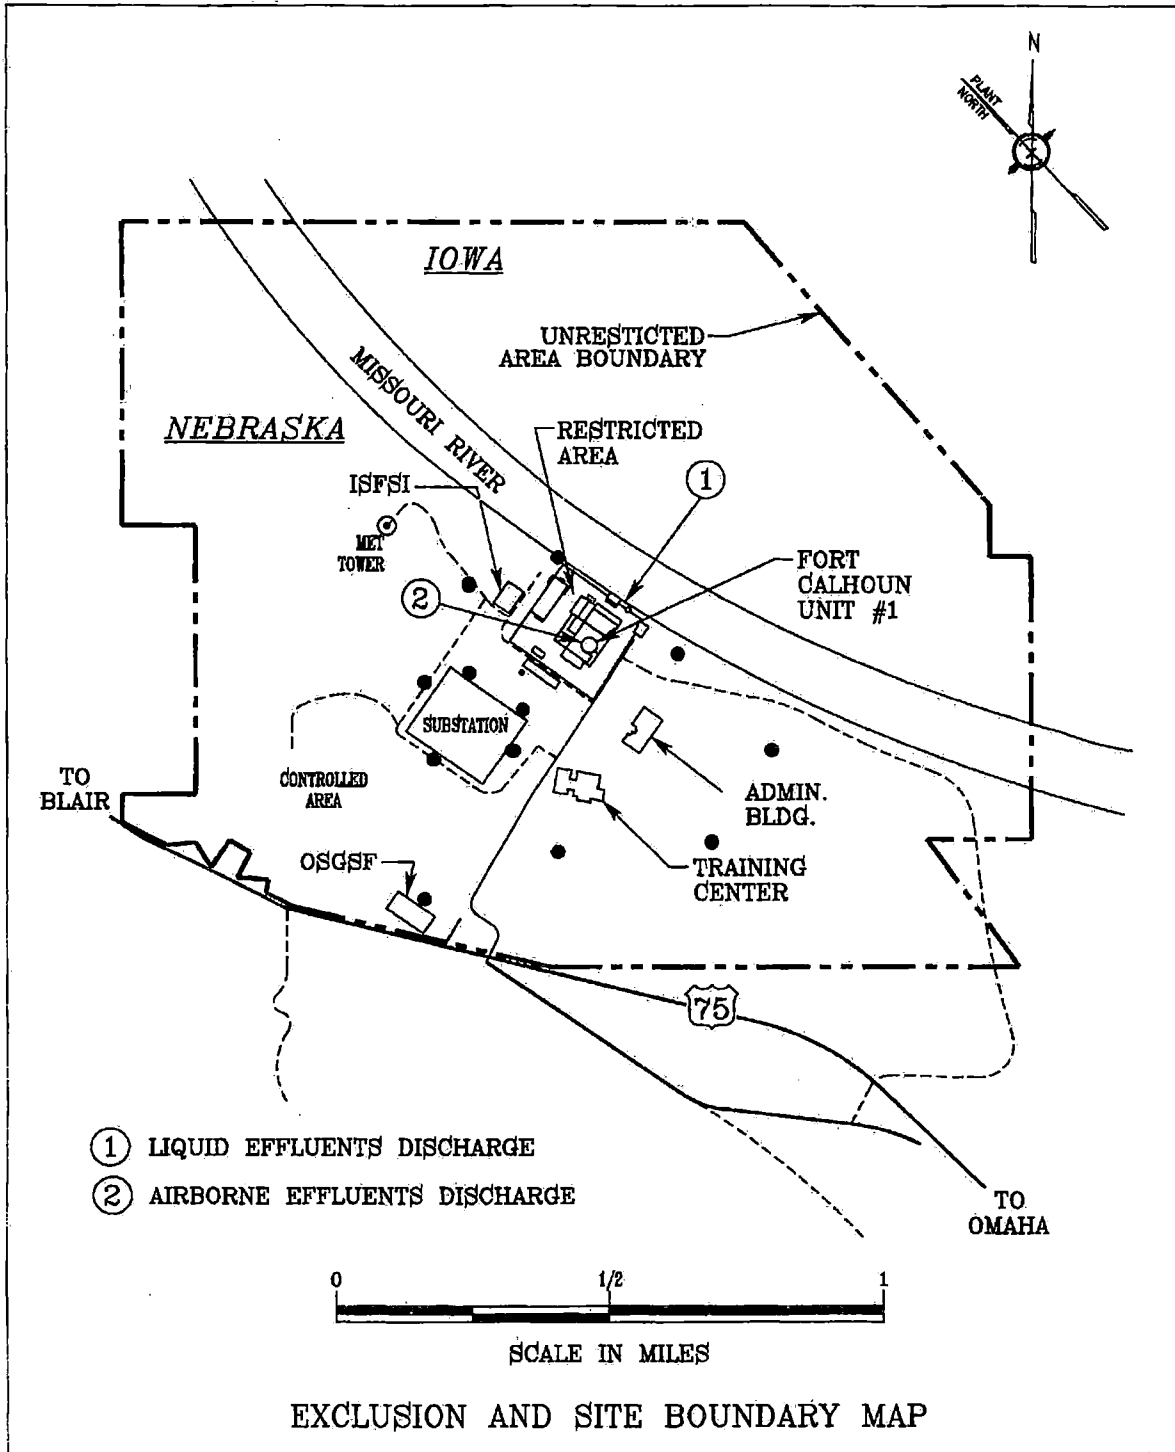 N
PLANT
NORTH
IOWA
UNRESTICTED
AREA BOUNDARY
MISSOURI RIVER
NEBRASKA
RESTRICTED
AREA
ISFSI
1
MET
TOWER
2
FORT
CALHOUN
UNIT #1
SUBSTATION
CONTROLLED
AREA
TO
BLAIR
ADMIN.
BLDG.
OSGSF
TRAINING
CENTER
75
1 LIQUID EFFLUENTS DISCHARGE
2 AIRBORNE EFFLUENTS DISCHARGE
TO
OMAHA
0 1/2 1
SCALE IN MILES
EXCLUSION AND SITE BOUNDARY MAP